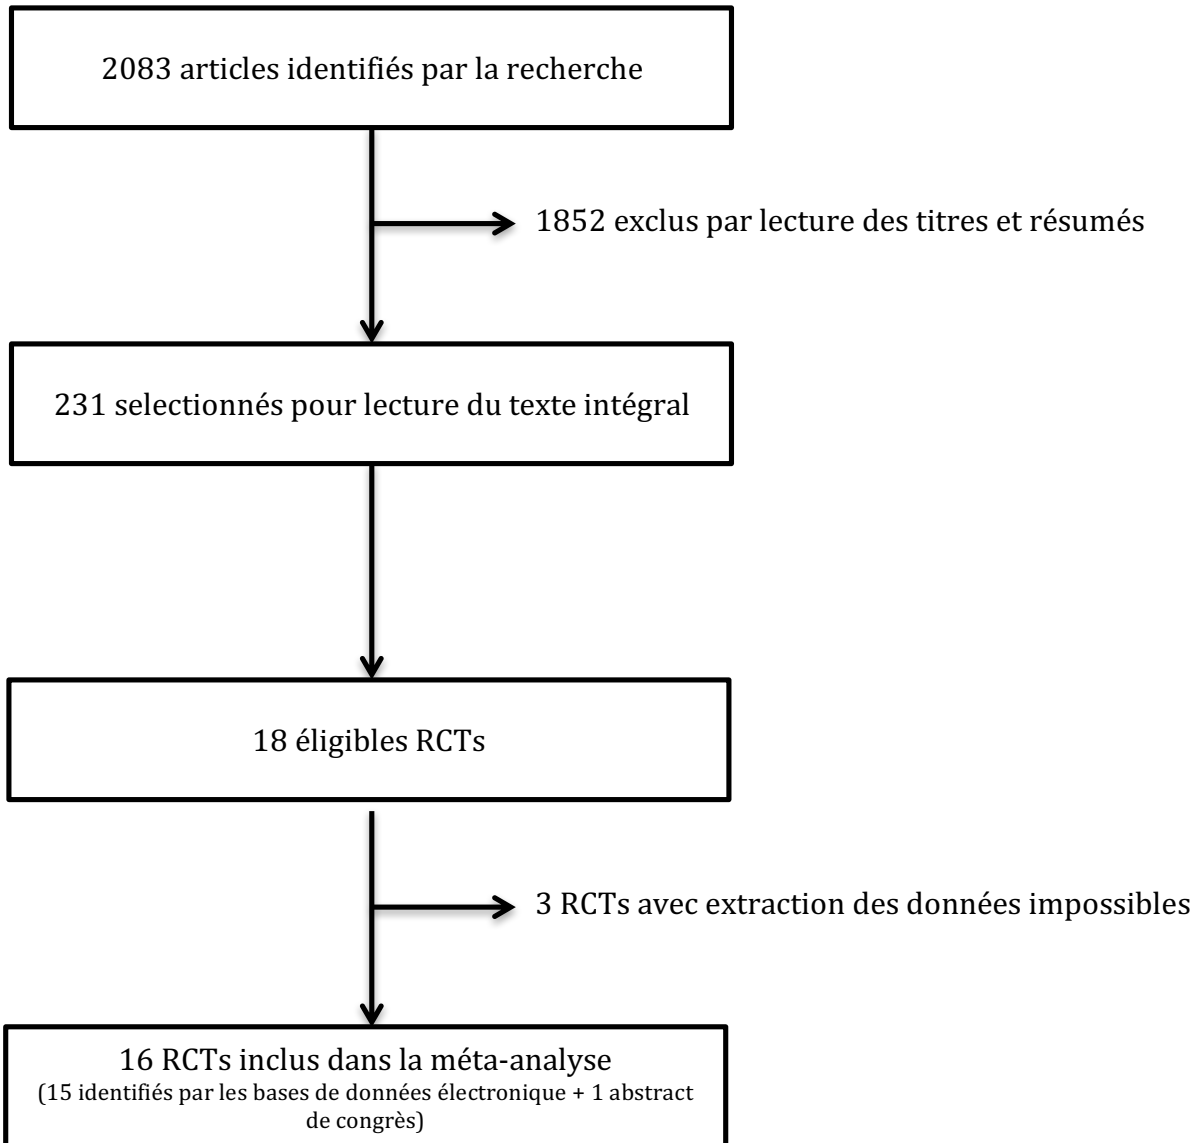 2083 articles identifiés par la recherche
1852 exclus par lecture des titres et résumés
231 selectionnés pour lecture du texte intégral
18 éligibles RCTs
3 RCTs avec extraction des données impossibles
16 RCTs inclus dans la méta-analyse
(15 identifiés par les bases de données électronique + 1 abstract
de congrès)